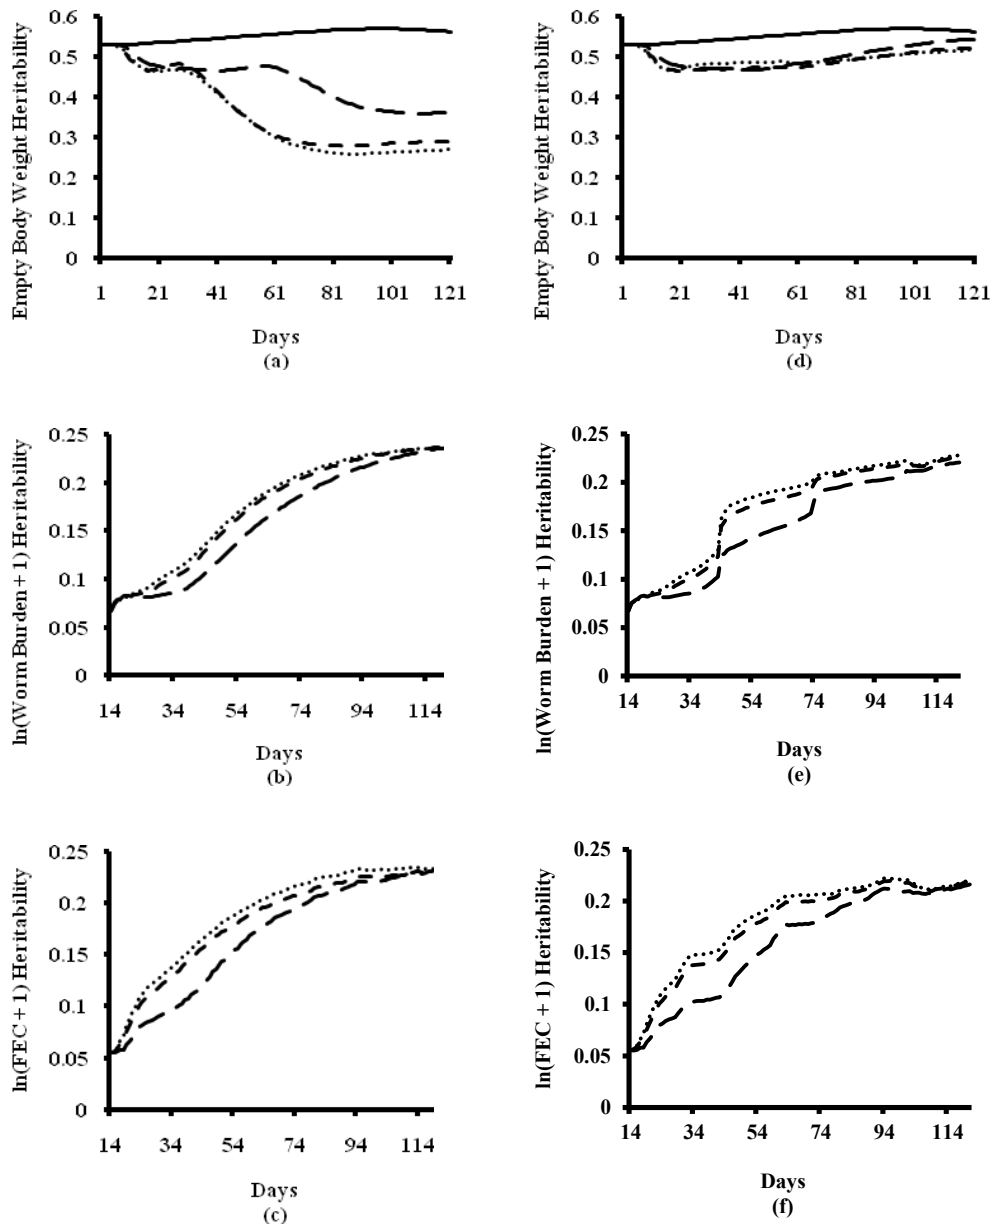 Empty Body Weight Heritability
0.6
0.5
0.4
0.3
0.2
0.1
0
1 21 41 61 81 101 121
Days
(a)
Empty Body Weight Heritability
0.6
0.5
0.4
0.3
0.2
0.1
0
1 21 41 61 81 101 121
Days
(d)
ln(Worm Burden + 1) Heritability
0.25
0.2
0.15
0.1
0.05
0
14 34 54 74 94 114
Days
(b)
ln(Worm Burden + 1) Heritability
0.25
0.2
0.15
0.1
0.05
0
14 34 54 74 94 114
Days
(e)
ln(FEC + 1) Heritability
0.25
0.2
0.15
0.1
0.05
0
14 34 54 74 94 114
Days
(c)
ln(FEC + 1) Heritability
0.25
0.2
0.15
0.1
0.05
0
14 34 54 74 94 114
Days
(f)